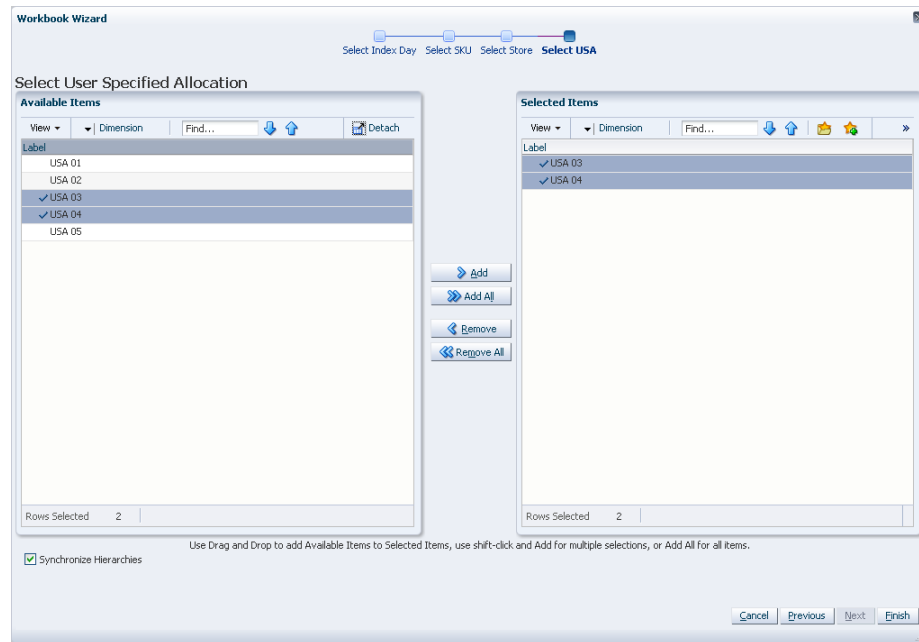 Workbook Wizard
Select Index Day Select SKU Select Store Select USA
Select User Specified Allocation
Available Items
View Dimension Find... Detach
Label
USA 01
USA 02
USA 03
USA 04
USA 05
Rows Selected 2
Add
Add All
Remove
Remove All
Selected Items
View Dimension Find... »
Label
USA 03
USA 04
Rows Selected 2
Use Drag and Drop to add Available Items to Selected Items, use shift-click and Add for multiple selections, or Add All for all items.
Synchronize Hierarchies
Cancel Previous Next Finish